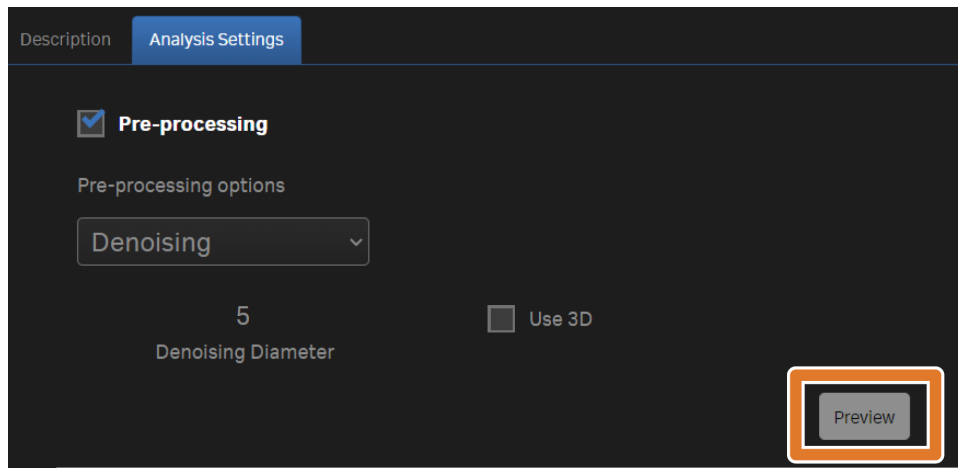 Description
Analysis Settings
Pre-processing
Pre-processing options
Denoising
5
Use 3D
Denoising Diameter
Preview